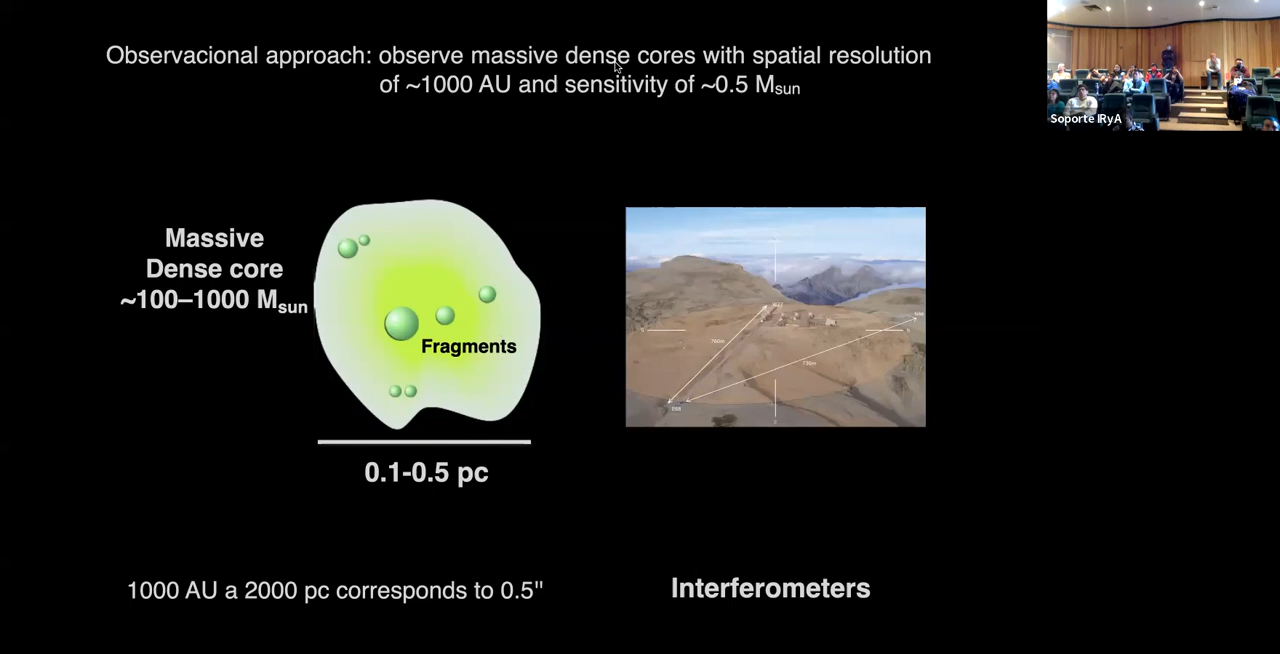 Observacional approach: observe massive dense cores with spatial resolution
of ~1000 AU and sensitivity of ~0.5 Msun
Soporte IRyA
Massive
Dense core
~100–1000 Msun
Fragments
0.1-0.5 pc
760m
1000 AU a 2000 pc corresponds to 0.5"
Interferometers